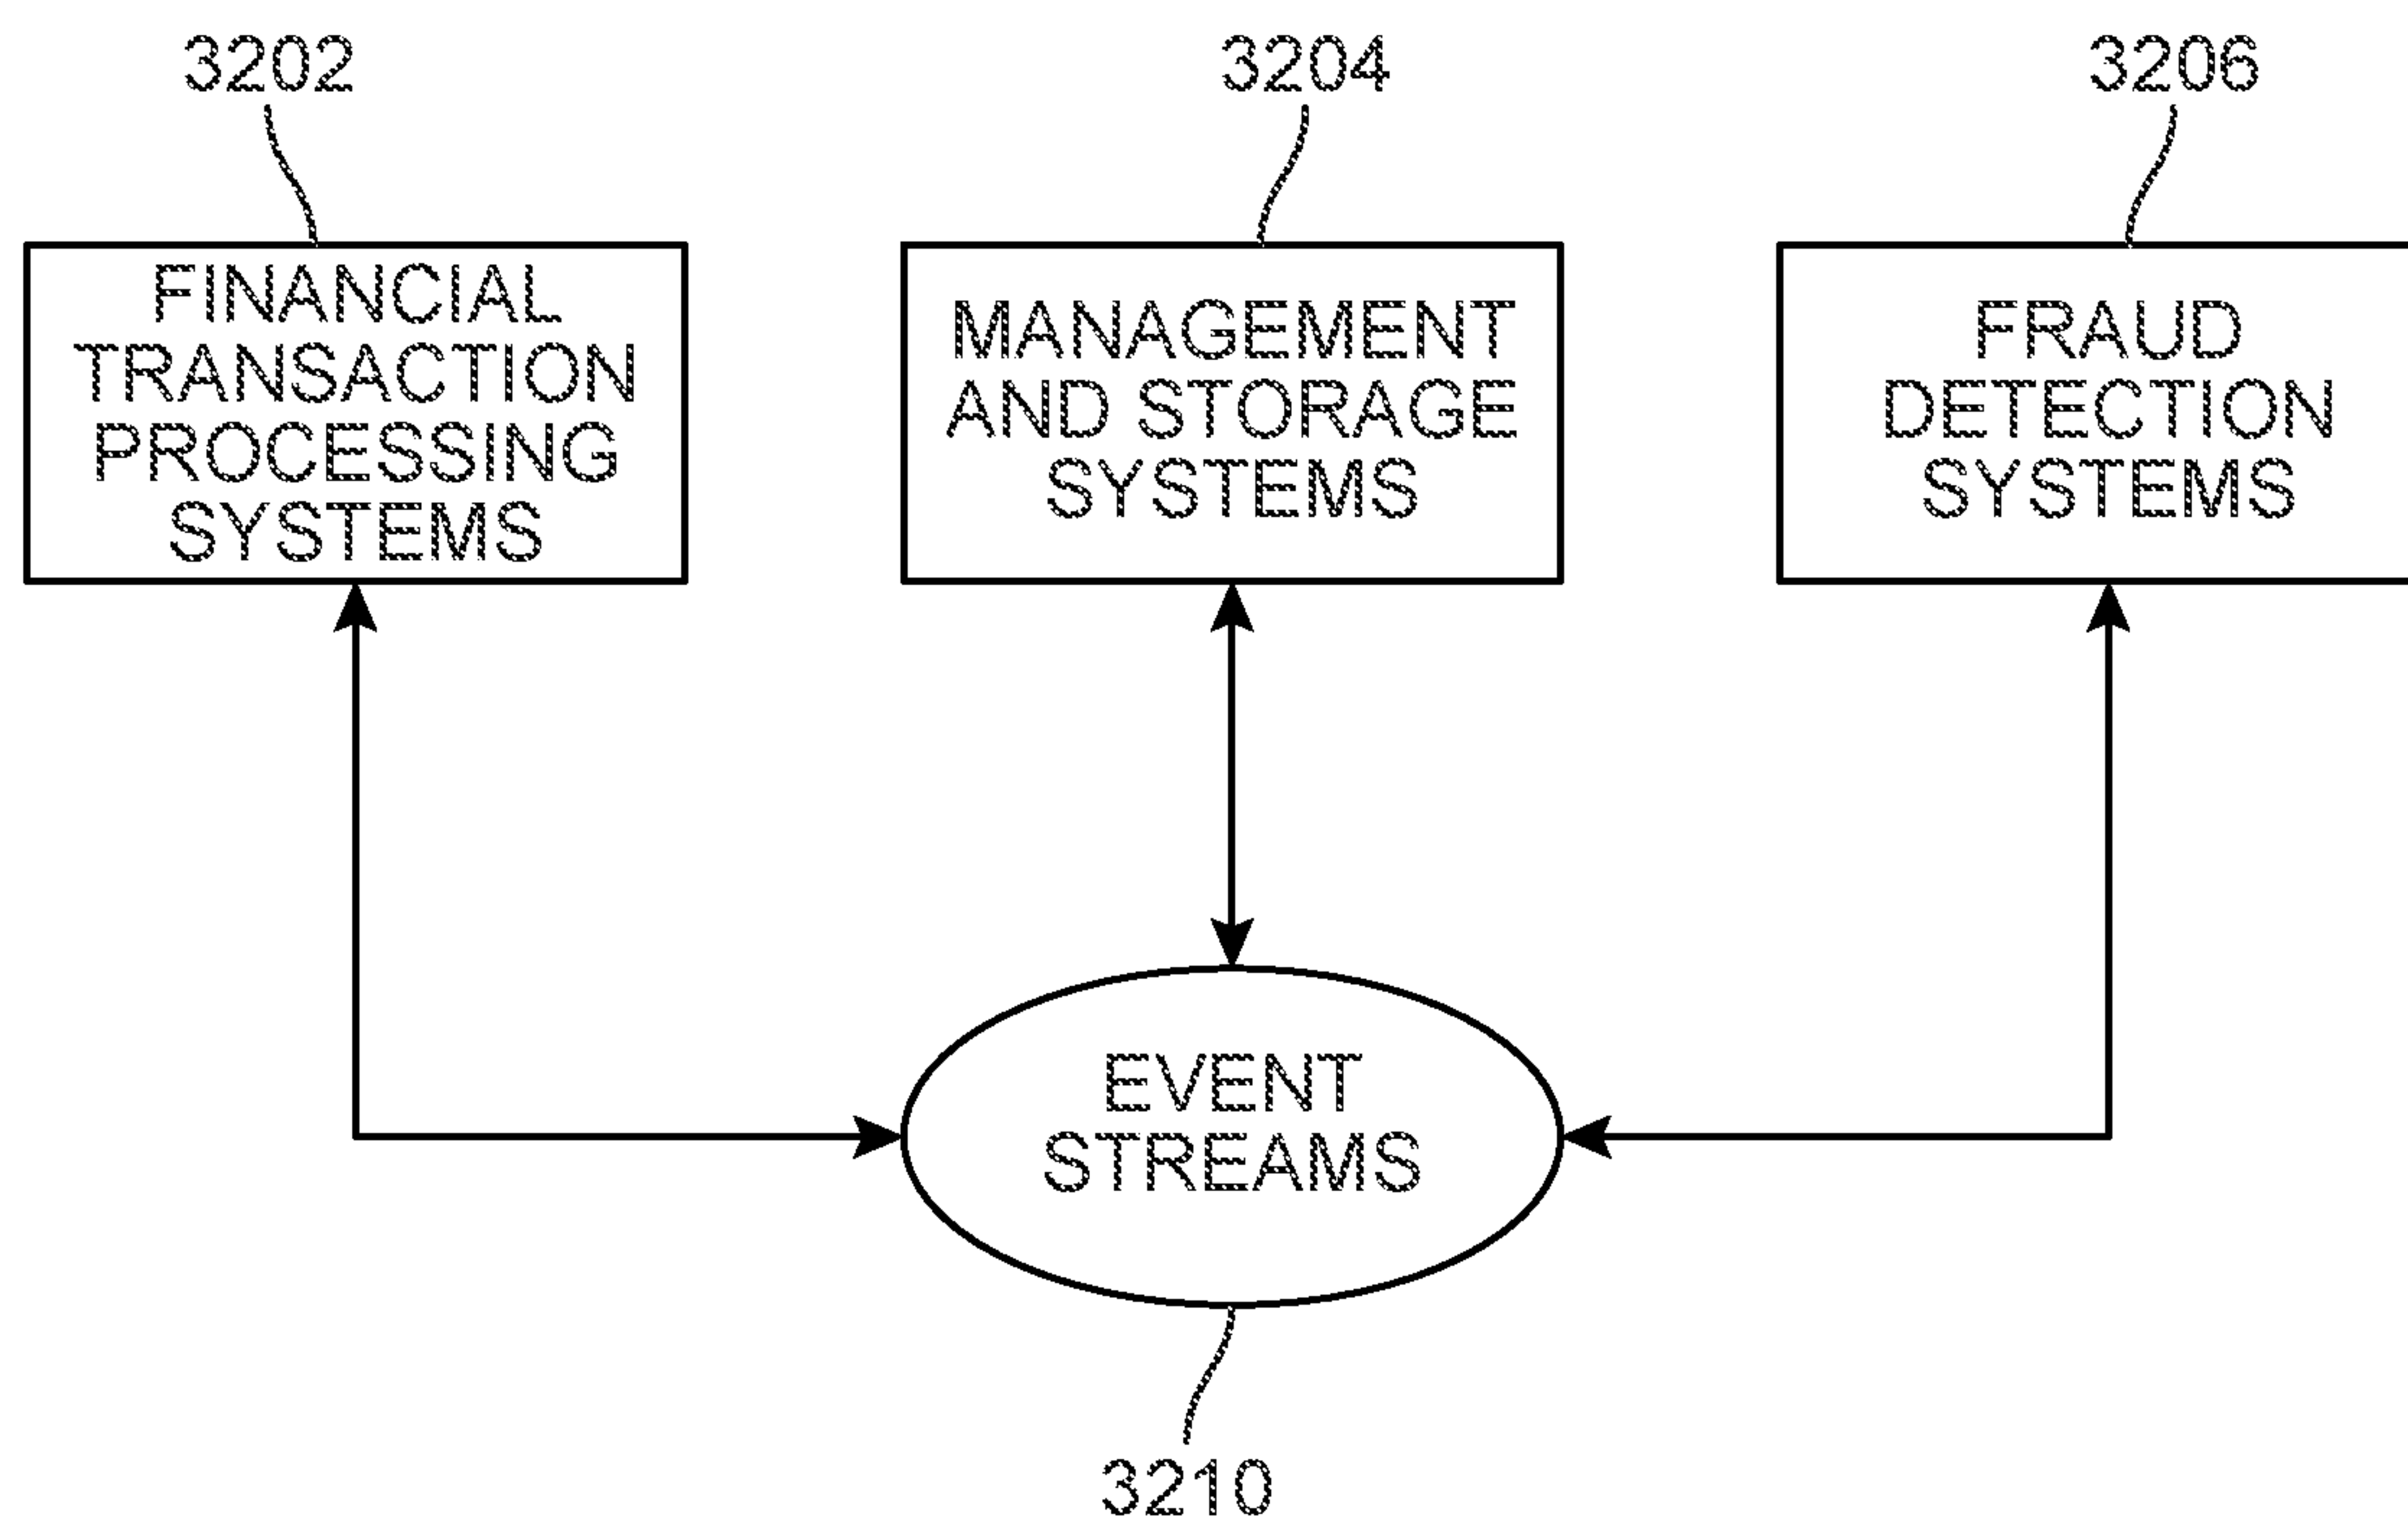 3202
3204
3206
FINANCIAL
TRANSACTION
PROCESSING
SYSTEMS
MANAGEMENT
AND STORAGE
SYSTEMS
FRAUD
DETECTION
SYSTEMS
EVENT
STREAMS
3210